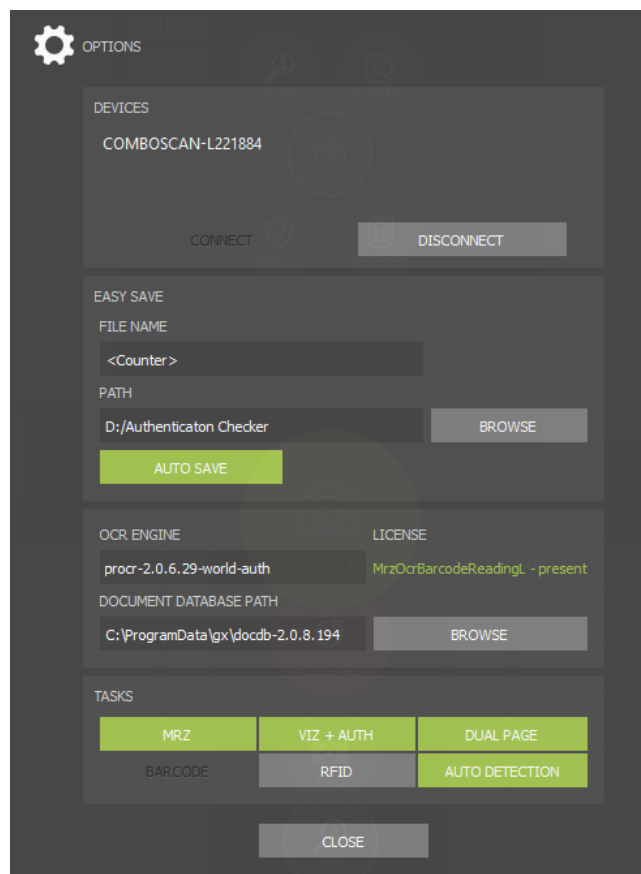 OPTIONS
DEVICES
COMBOSCAN-L221884
CONNECT
DISCONNECT
EASY SAVE
FILE NAME
<Counter>
PATH
D:/Authenticaton Checker
BROWSE
AUTO SAVE
OCR ENGINE
LICENSE
procr-2.0.6.29-world-auth
MrzOcrBarcodeReadingL - present
DOCUMENT DATABASE PATH
C:\ProgramData\gx\docdb-2.0.8.194
BROWSE
TASKS
MRZ
VIZ + AUTH
DUAL PAGE
BARCODE
RFID
AUTO DETECTION
CLOSE